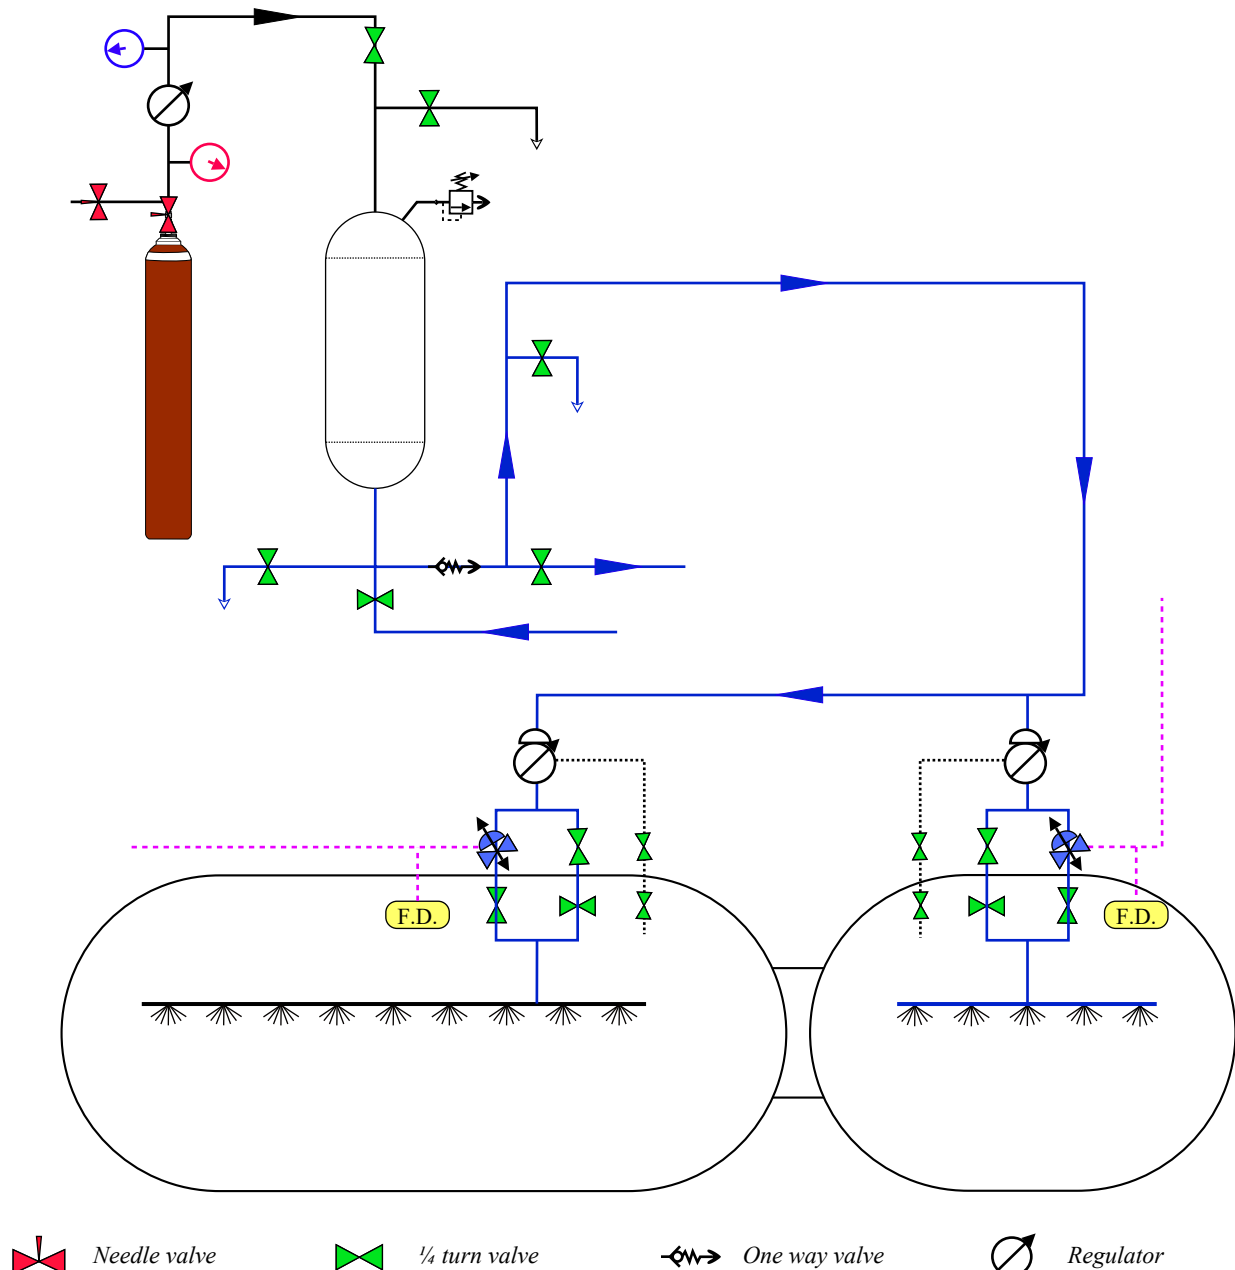 F.D.
F.D.
Needle valve
¼ turn valve
One way valve
Regulator